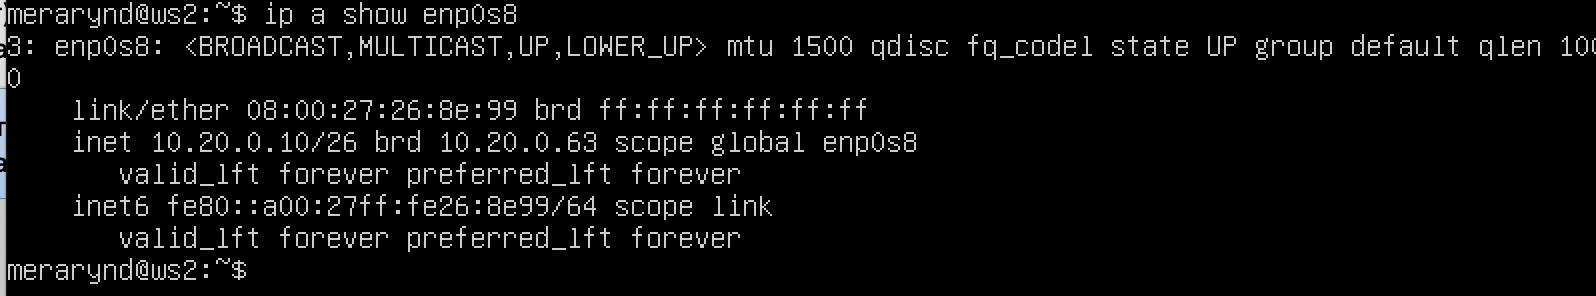 merarynd@ws2:~$ ip a show enp0s8
3: enp0s8: <BROADCAST,MULTICAST,UP,LOWER_UP> mtu 1500 qdisc fq_codel state UP group default qlen 100
0
    link/ether 08:00:27:26:8e:99 brd ff:ff:ff:ff:ff:ff
    inet 10.20.0.10/26 brd 10.20.0.63 scope global enp0s8
       valid_lft forever preferred_lft forever
    inet6 fe80::a00:27ff:fe26:8e99/64 scope link
       valid_lft forever preferred_lft forever
merarynd@ws2:~$